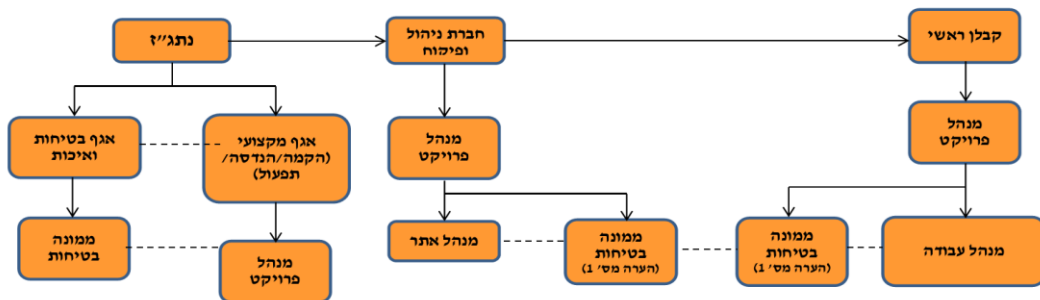 נתג״ז
חברת ניהול
ופיקוח
קבלן ראשי
אגף בטיחות
ואיכות
אגף מקצועי
(הקמה/הנדסה/
תפעול)
מנהל
פרויקט
מנהל
פרויקט
ממונה
בטיחות
מנהל
פרויקט
מנהל אתר
ממונה
בטיחות
(הערה מס׳ 1)
ממונה
בטיחות
(הערה מס׳ 1)
מנהל עבודה